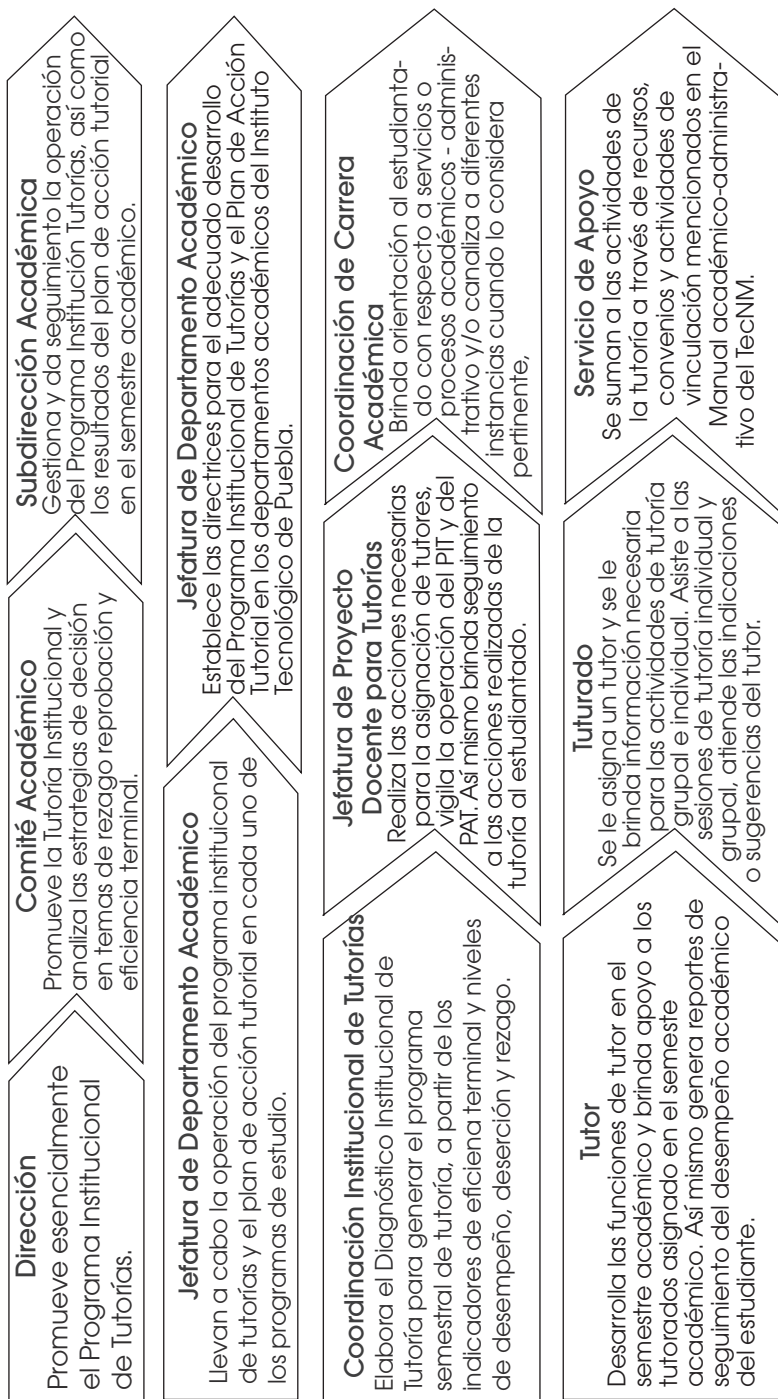 Dirección
Promueve esencialmente
el Programa Institucional
de Tutorías.
Comité Académico
Promueve la Tutoría Institucional y
analiza las estrategias de decisión
en temas de rezago reprobación y
eficiencia terminal.
Subdirección Académica
Gestiona y da seguimiento la operación
del Programa Institución Tutorías, así como
los resultados del plan de acción tutorial
en el semestre académico.
Jefatura de Departamento Académico
Llevan a cabo la operación del programa instituiconal
de tutorías y el plan de acción tutorial en cada uno de
los programas de estudio.
Jefatura de Departamento Académico
Establece las directrices para el adecuado desarrollo
del Programa Institucional de Tutorías y el Plan de Acción
Tutorial en los departamentos académicos del Instituto
Tecnológico de Puebla.
Coordinación Institucional de Tutorías
Elabora el Diagnóstico Institucional de
Tutoría para generar el programa
semestral de tutoría, a partir de los
indicadores de eficiena terminal y niveles
de desempeño, deserción y rezago.
Jefatura de Proyecto
Docente para Tutorías
Realiza las acciones necesarias
para la asignación de tutores,
vigila la operación del PIT y del
PAT. Así mismo brinda seguimiento
a las acciones realizadas de la
tutoría al estudiantado.
Coordinación de Carrera
Académica
Brinda orientación al estudianta-
do con respecto a servicios o
procesos académicos - adminis-
trativo y/o canaliza a diferentes
instancias cuando lo considera
pertinente,
Tutor
Desarrolla las funciones de tutor en el
semestre académico y brinda apoyo a los
tutorados asignado en el semeste
académico. Así mismo genera reportes de
seguimiento del desempeño académico
del estudiante.
Tuturado
Se le asigna un tutor y se le
brinda información necesaria
para las actividades de tutoría
grupal e individual. Asiste a las
sesiones de tutoría individual y
grupal, atiende las indicaciones
o sugerencias del tutor.
Servicio de Apoyo
Se suman a las actividades de
la tutoría a través de recursos,
convenios y actividades de
vinculación mencionados en el
Manual académico-administra-
tivo del TecNM.